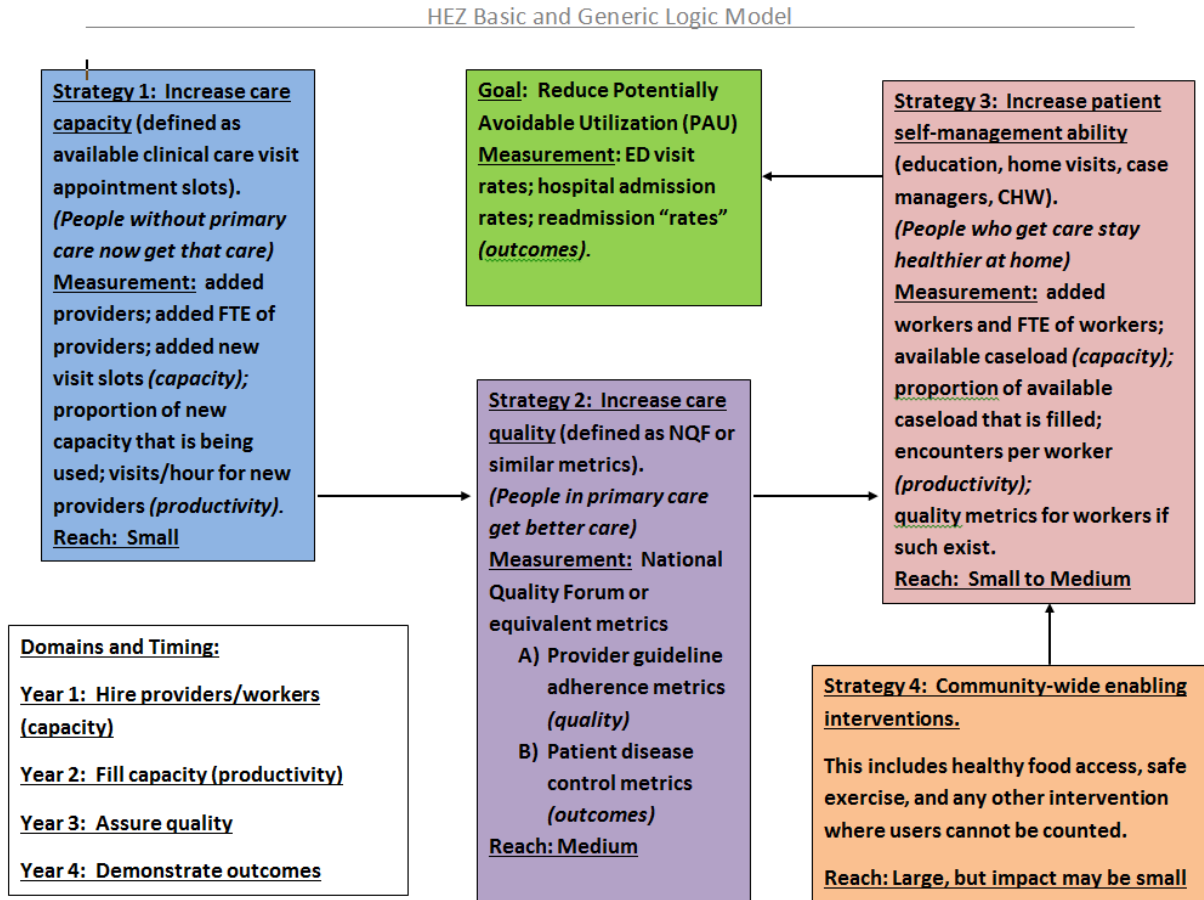 HEZ Basic and Generic Logic Model
Strategy 1: Increase care
capacity (defined as
available clinical care visit
appointment slots).
(People without primary
care now get that care)
Measurement: added
providers; added FTE of
providers; added new
visit slots (capacity);
proportion of new
capacity that is being
used; visits/hour for new
providers (productivity).
Reach: Small
Goal: Reduce Potentially
Avoidable Utilization (PAU)
Measurement: ED visit
rates; hospital admission
rates; readmission “rates”
(outcomes).
Strategy 2: Increase care
quality (defined as NQF or
similar metrics).
(People in primary care
get better care)
Measurement: National
Quality Forum or
equivalent metrics
A) Provider guideline
adherence metrics
(quality)
B) Patient disease
control metrics
(outcomes)
Reach: Medium
Strategy 3: Increase patient
self-management ability
(education, home visits, case
managers, CHW).
(People who get care stay
healthier at home)
Measurement: added
workers and FTE of workers;
available caseload (capacity);
proportion of available
caseload that is filled;
encounters per worker
(productivity);
quality metrics for workers if
such exist.
Reach: Small to Medium
Strategy 4: Community-wide enabling
interventions.
This includes healthy food access, safe
exercise, and any other intervention
where users cannot be counted.
Reach: Large, but impact may be small
Domains and Timing:
Year 1: Hire providers/workers
(capacity)
Year 2: Fill capacity (productivity)
Year 3: Assure quality
Year 4: Demonstrate outcomes